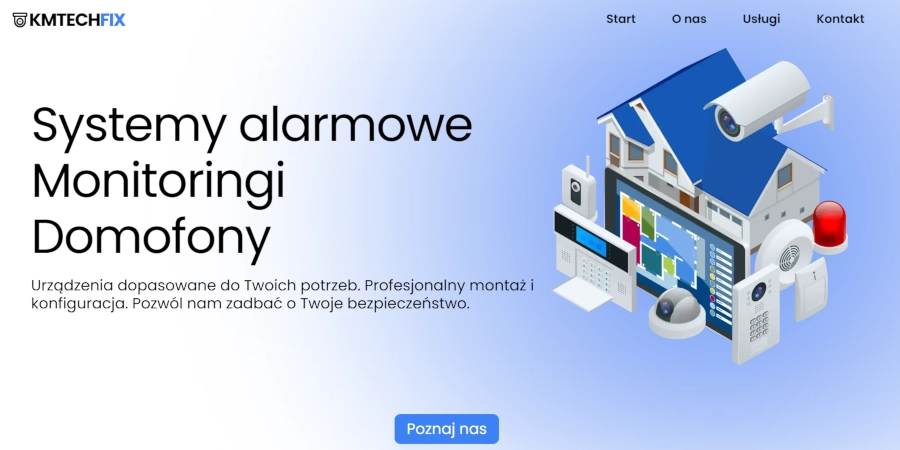 KMTECHFIX
Start O nas Usługi Kontakt
Systemy alarmowe
Monitoringi
Domofony
Urządzenia dopasowane do Twoich potrzeb. Profesjonalny montaż i
konfiguracja. Pozwól nam zadbać o Twoje bezpieczeństwo.
Poznaj nas